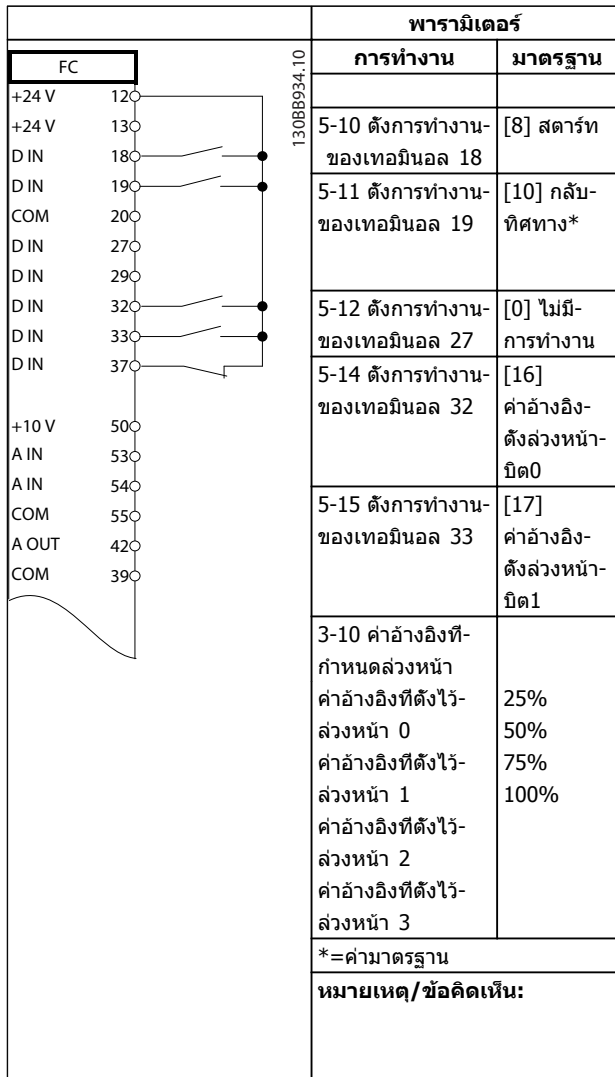 พารามิเตอร์
การทำงาน มาตรฐาน
FC
130BB934.10
+24 V 12
+24 V 13
D IN 18
D IN 19
COM 20
D IN 27
D IN 29
D IN 32
D IN 33
D IN 37
+10 V 50
A IN 53
A IN 54
COM 55
A OUT 42
COM 39
5-10 ตั้งการทำงาน- [8] สตาร์ท
ของเทอมินอล 18
5-11 ตั้งการทำงาน- [10] กลับ-
ของเทอมินอล 19 ทิศทาง*
5-12 ตั้งการทำงาน- [0] ไม่มี-
ของเทอมินอล 27 การทำงาน
5-14 ตั้งการทำงาน- [16]
ของเทอมินอล 32 ค่าอ้างอิง-
ตั้งล่วงหน้า-
บิต0
5-15 ตั้งการทำงาน- [17]
ของเทอมินอล 33 ค่าอ้างอิง-
ตั้งล่วงหน้า-
บิต1
3-10 ค่าอ้างอิงที่-
กำหนดล่วงหน้า
ค่าอ้างอิงที่ตั้งไว้- 25%
ล่วงหน้า 0 50%
ค่าอ้างอิงที่ตั้งไว้- 75%
ล่วงหน้า 1 100%
ค่าอ้างอิงที่ตั้งไว้-
ล่วงหน้า 2
ค่าอ้างอิงที่ตั้งไว้-
ล่วงหน้า 3
*=ค่ามาตรฐาน
หมายเหตุ/ข้อคิดเห็น: